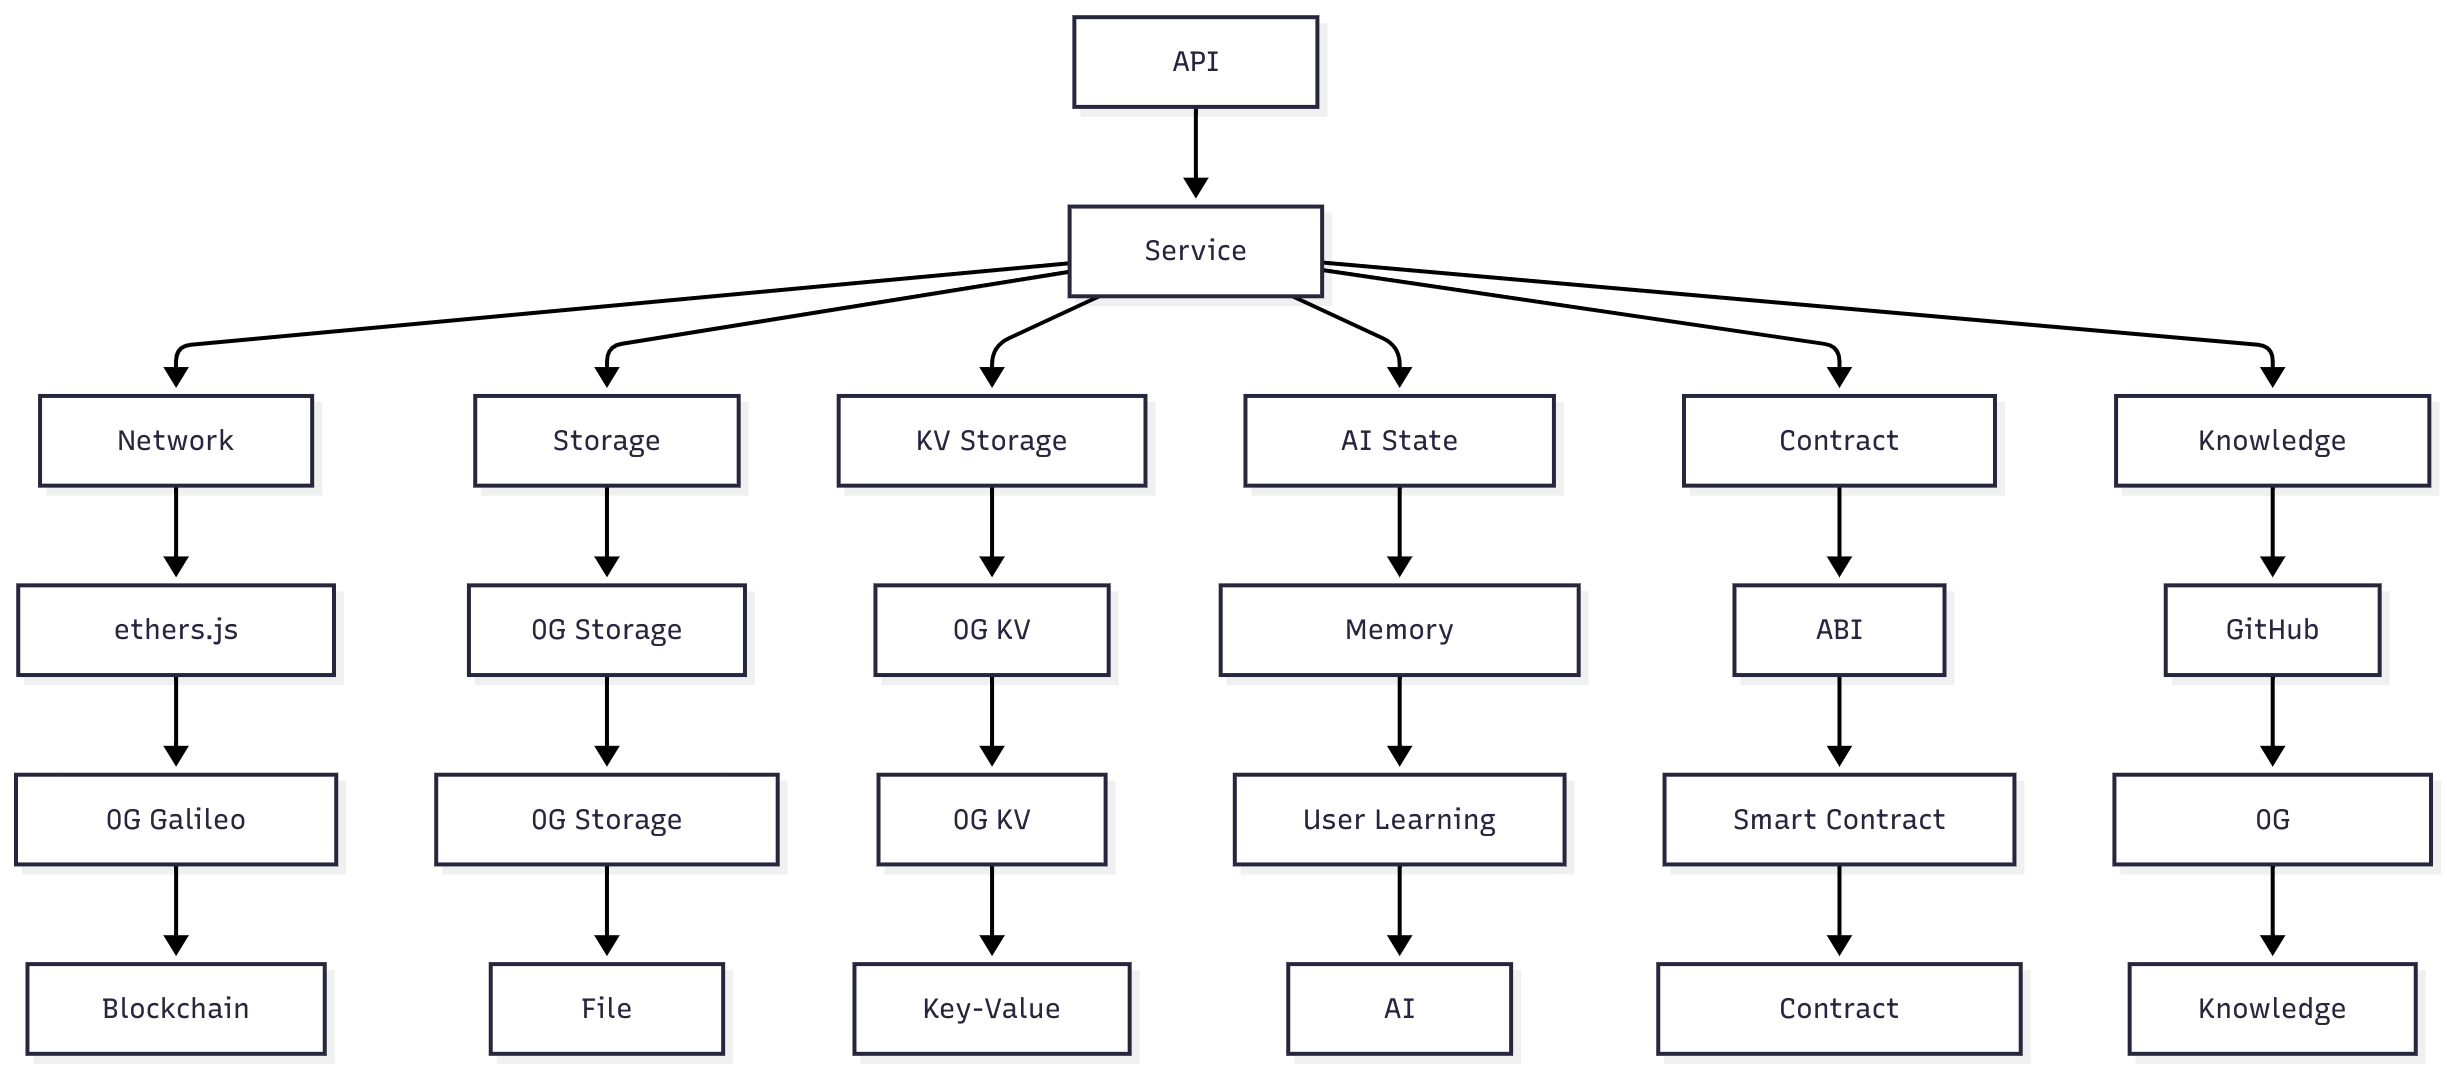 API
Service
Network
Storage
KV Storage
AI State
Contract
Knowledge
ethers.js
0G Storage
0G KV
Memory
ABI
GitHub
0G Galileo
0G Storage
0G KV
User Learning
Smart Contract
0G
Blockchain
File
Key-Value
AI
Contract
Knowledge